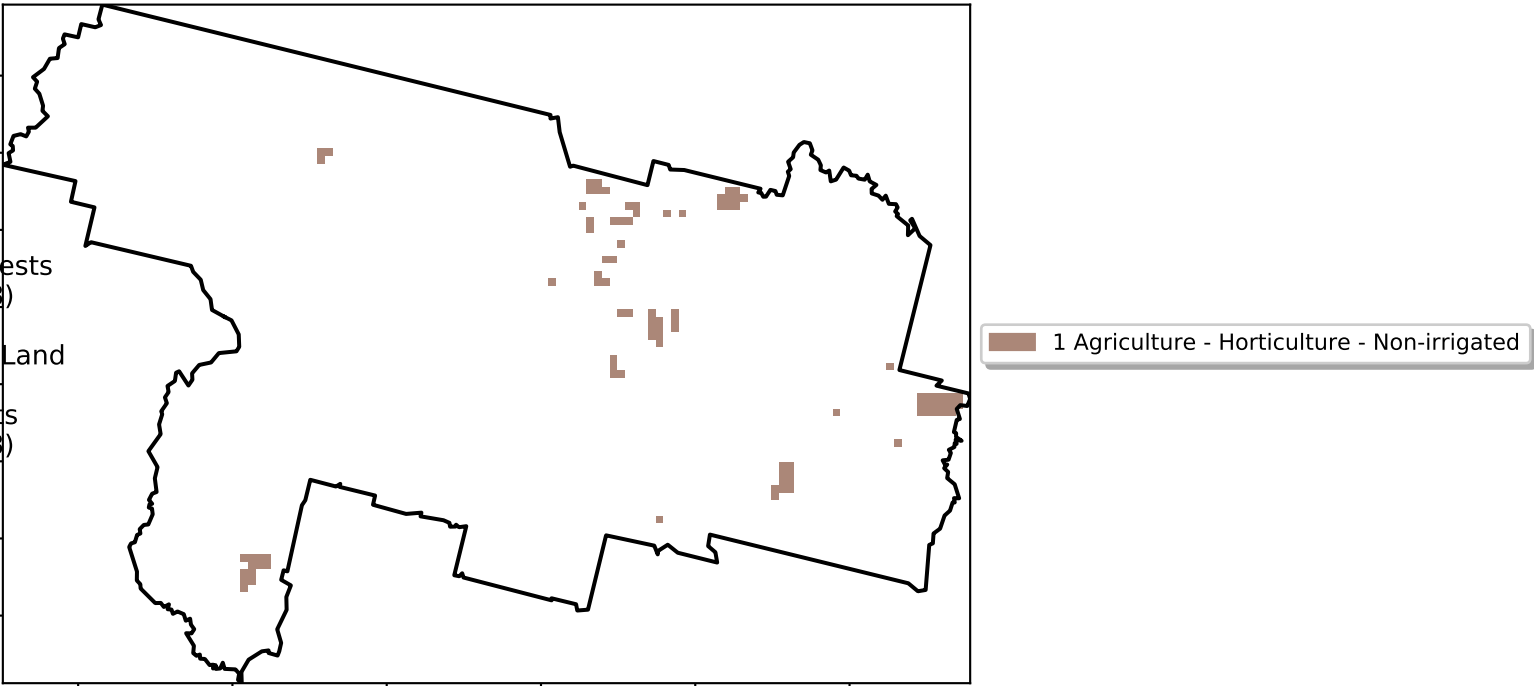 ests
)
Land
s
)
1 Agriculture - Horticulture - Non-irrigated